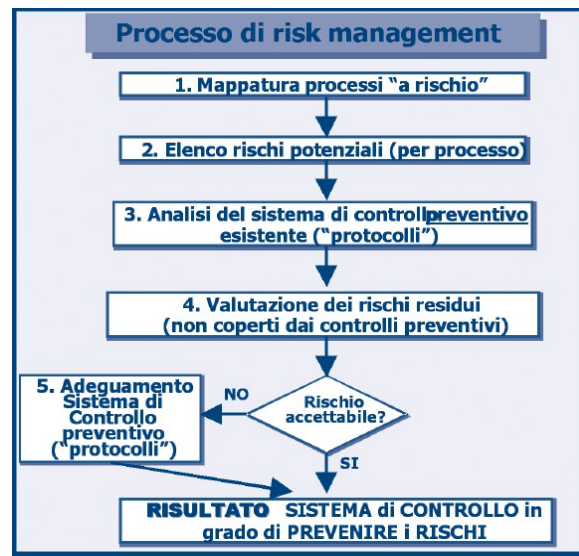 Processo di risk management
1. Mappatura processi “a rischio”
2. Elenco rischi potenziali (per processo)
3. Analisi del sistema di controllo preventivo
esistente (“protocolli”)
4. Valutazione dei rischi residui
(non coperti dai controlli preventivi)
Rischio
accettabile?
NO
5. Adeguamento
Sistema di
Controllo
preventivo
(“protocolli”)
SI
RISULTATO SISTEMA di CONTROLLO in
grado di PREVENIRE i RISCHI